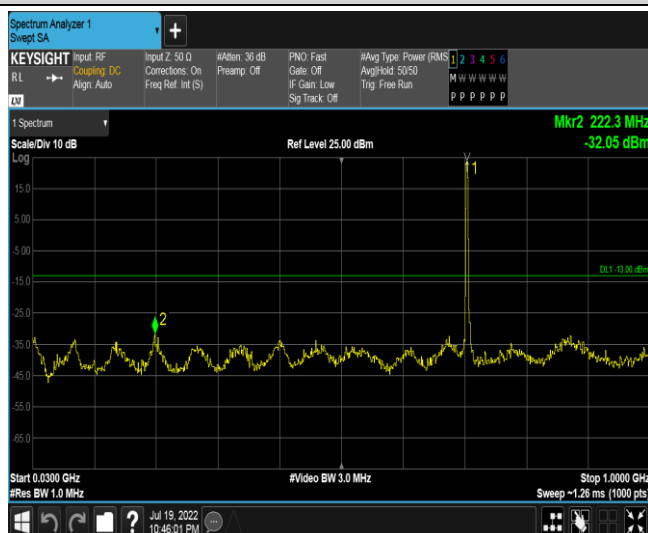 Spectrum Analyzer 1
Swept SA
+
KEYSIGHT
RL
LXI
Input: RF
Coupling: DC
Align: Auto
Input Z: 50 Ω
Corrections: On
Freq Ref: Int (S)
#Atten: 36 dB
Preamp: Off
PNO: Fast
Gate: Off
IF Gain: Low
Sig Track: Off
#Avg Type: Power (RMS
Avg|Hold: 50/50
Trig: Free Run
1 2 3 4 5 6
M W W W W W
P P P P P P
1 Spectrum
Scale/Div 10 dB
Ref Level 25.00 dBm
Mkr2 222.3 MHz
-32.05 dBm
Log
15.0
5.00
-5.00
-15.0
-25.0
-35.0
-45.0
-55.0
-65.0
1
2
DL1 -13.00 dBm
Start 0.0300 GHz
#Res BW 1.0 MHz
#Video BW 3.0 MHz
Stop 1.0000 GHz
Sweep ~1.26 ms (1000 pts)
?
Jul 19, 2022
10:46:01 PM